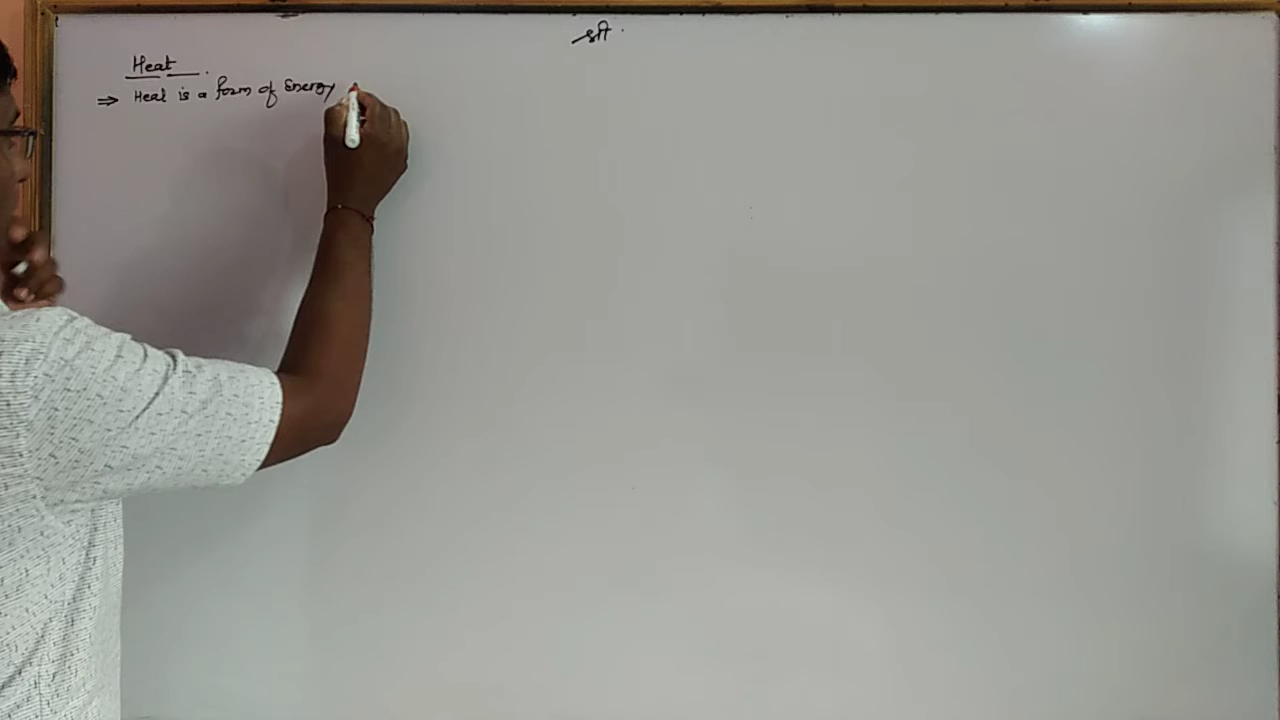 श्री
Heat
⇒ Heat is a form of Energy